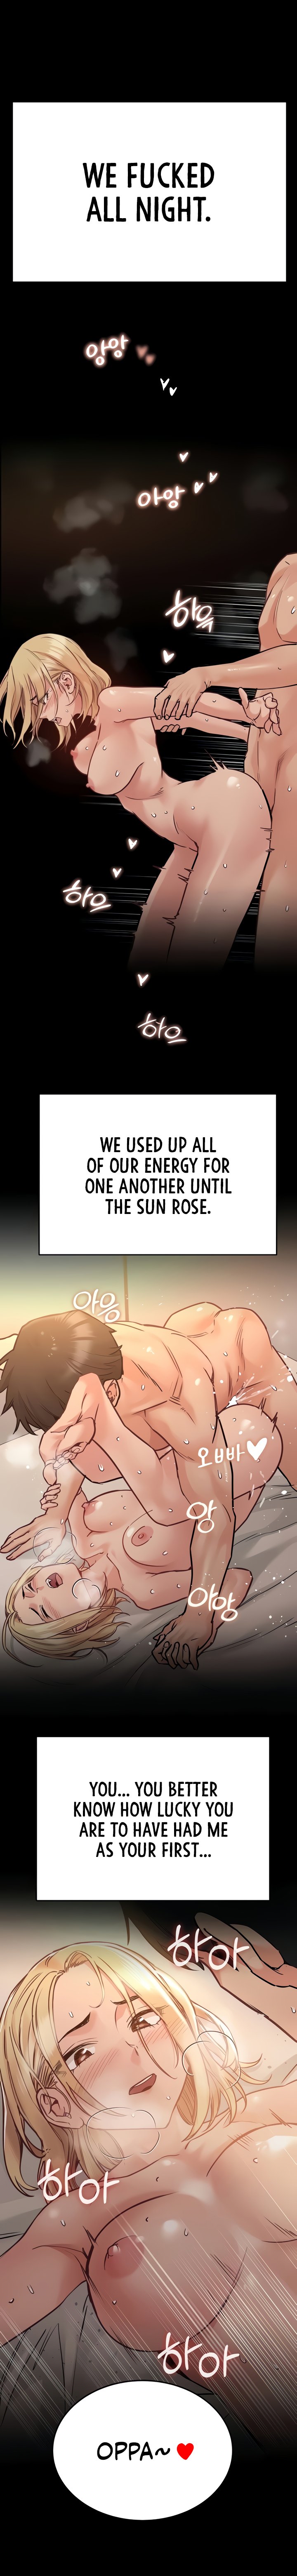 WE FUCKED
ALL NIGHT.
앙앙
아앙
하윽
하으
하으
WE USED UP ALL
OF OUR ENERGY FOR
ONE ANOTHER UNTIL
THE SUN ROSE.
아응
오빠♥
앙
아앙
YOU... YOU BETTER
KNOW HOW LUCKY YOU
ARE TO HAVE HAD ME
AS YOUR FIRST...
하아
하아
하아
OPPA~♥